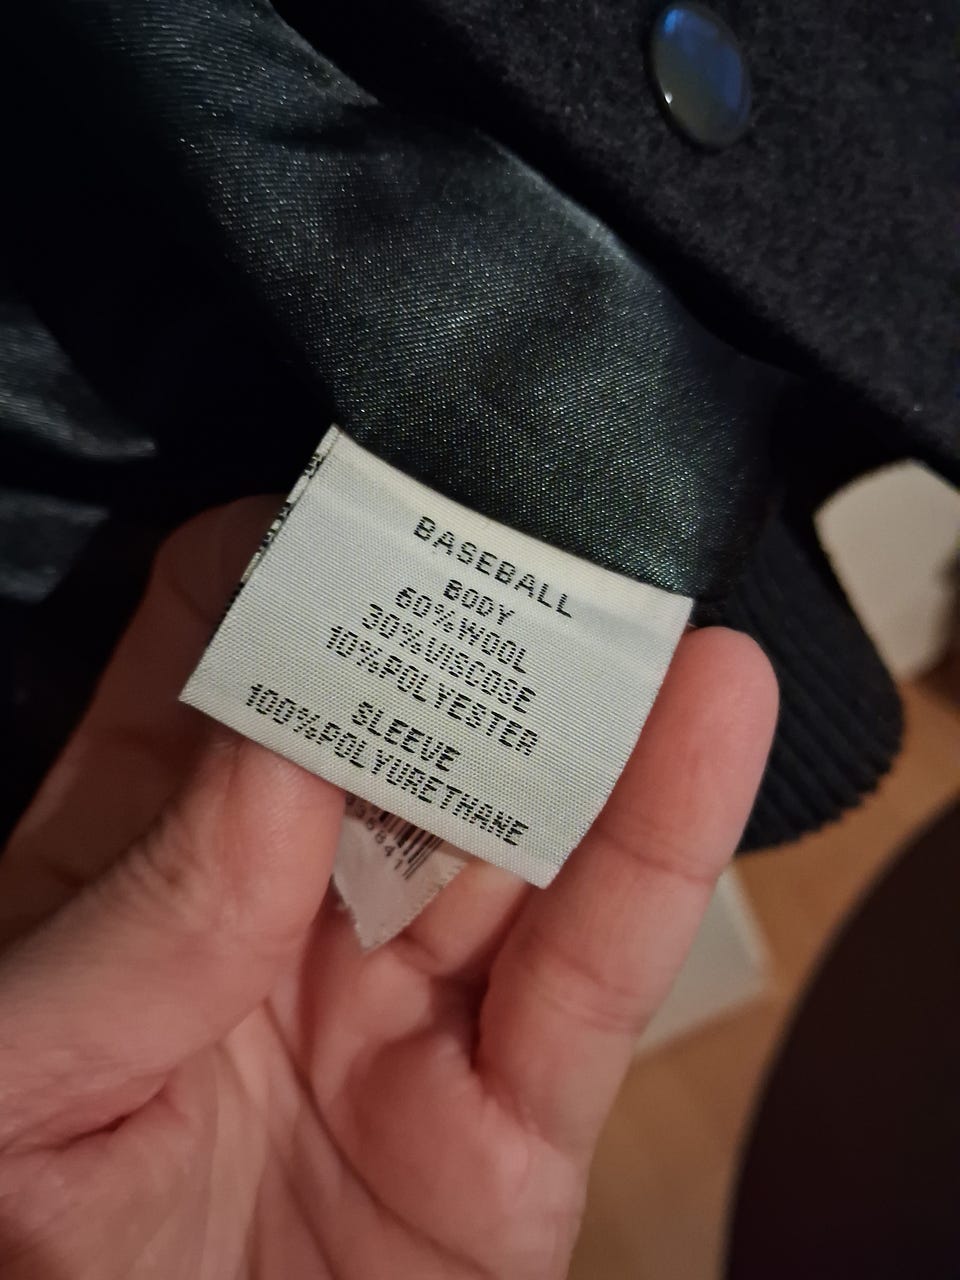 BASEBALL
BODY
60%WOOL
30%VISCOSE
10%POLYESTER
SLEEVE
100%POLYURETHANE